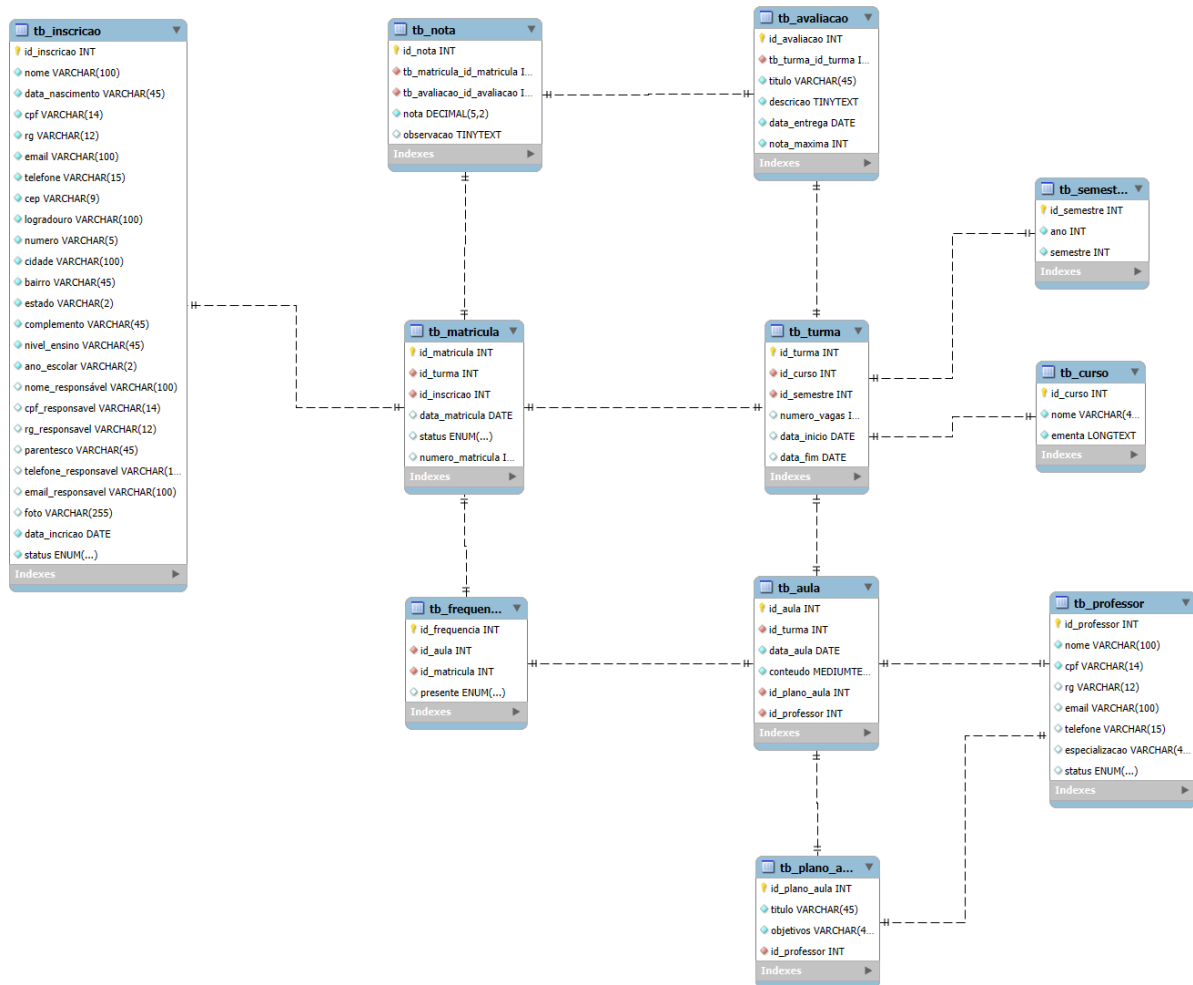 tb_inscricao
id_inscricao INT
nome VARCHAR(100)
data_nascimento VARCHAR(45)
cpf VARCHAR(14)
rg VARCHAR(12)
email VARCHAR(100)
telefone VARCHAR(15)
cep VARCHAR(9)
logradouro VARCHAR(100)
numero VARCHAR(5)
cidade VARCHAR(100)
bairro VARCHAR(45)
estado VARCHAR(2)
complemento VARCHAR(45)
nivel_ensino VARCHAR(45)
ano_escolar VARCHAR(2)
nome_responsável VARCHAR(100)
cpf_responsavel VARCHAR(14)
rg_responsavel VARCHAR(12)
parentesco VARCHAR(45)
telefone_responsavel VARCHAR(1...
email_responsavel VARCHAR(100)
foto VARCHAR(255)
data_incricao DATE
status ENUM(...)
Indexes
tb_nota
id_nota INT
tb_matricula_id_matricula I...
tb_avaliacao_id_avaliacao I...
nota DECIMAL(5,2)
observacao TINYTEXT
Indexes
tb_avaliacao
id_avaliacao INT
tb_turma_id_turma I...
titulo VARCHAR(45)
descricao TINYTEXT
data_entrega DATE
nota_maxima INT
Indexes
tb_semest...
id_semestre INT
ano INT
semestre INT
Indexes
tb_matricula
id_matricula INT
id_turma INT
id_inscricao INT
data_matricula DATE
status ENUM(...)
numero_matricula I...
Indexes
tb_turma
id_turma INT
id_curso INT
id_semestre INT
numero_vagas I...
data_inicio DATE
data_fim DATE
Indexes
tb_curso
id_curso INT
nome VARCHAR(4...
ementa LONGTEXT
Indexes
tb_frequen...
id_frequencia INT
id_aula INT
id_matricula INT
presente ENUM(...)
Indexes
tb_aula
id_aula INT
id_turma INT
data_aula DATE
conteudo MEDIUMTE...
id_plano_aula INT
id_professor INT
Indexes
tb_professor
id_professor INT
nome VARCHAR(100)
cpf VARCHAR(14)
rg VARCHAR(12)
email VARCHAR(100)
telefone VARCHAR(15)
especializacao VARCHAR(4...
status ENUM(...)
Indexes
tb_plano_a...
id_plano_aula INT
titulo VARCHAR(45)
objetivos VARCHAR(4...
id_professor INT
Indexes